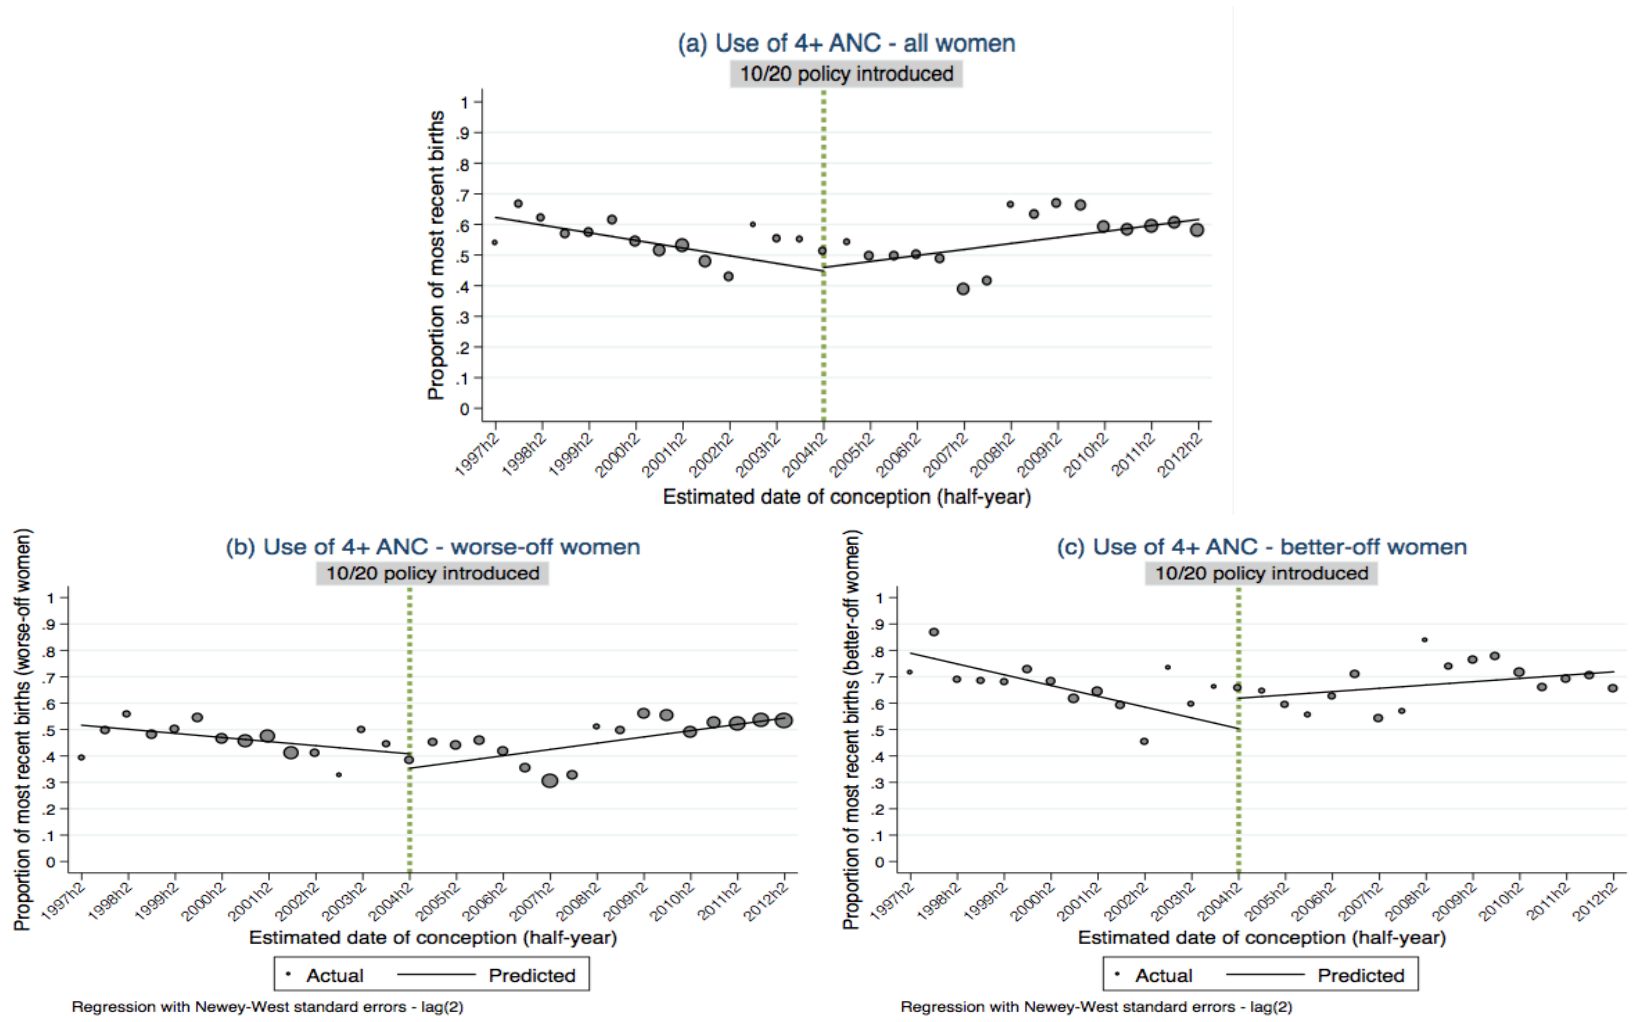 (a) Use of 4+ ANC - all women
10/20 policy introduced
Proportion of most recent births
1
.9
.8
.7
.6
.5
.4
.3
.2
.1
0
1997h2
1998h2
1999h2
2000h2
2001h2
2002h2
2003h2
2004h2
2005h2
2006h2
2007h2
2008h2
2009h2
2010h2
2011h2
2012h2
Estimated date of conception (half-year)
(b) Use of 4+ ANC - worse-off women
10/20 policy introduced
Proportion of most recent births (worse-off women)
1
.9
.8
.7
.6
.5
.4
.3
.2
.1
0
1997h2
1998h2
1999h2
2000h2
2001h2
2002h2
2003h2
2004h2
2005h2
2006h2
2007h2
2008h2
2009h2
2010h2
2011h2
2012h2
Estimated date of conception (half-year)
Actual
Predicted
Regression with Newey-West standard errors - lag(2)
(c) Use of 4+ ANC - better-off women
10/20 policy introduced
Proportion of most recent births (better-off women)
1
.9
.8
.7
.6
.5
.4
.3
.2
.1
0
1997h2
1998h2
1999h2
2000h2
2001h2
2002h2
2003h2
2004h2
2005h2
2006h2
2007h2
2008h2
2009h2
2010h2
2011h2
2012h2
Estimated date of conception (half-year)
Actual
Predicted
Regression with Newey-West standard errors - lag(2)